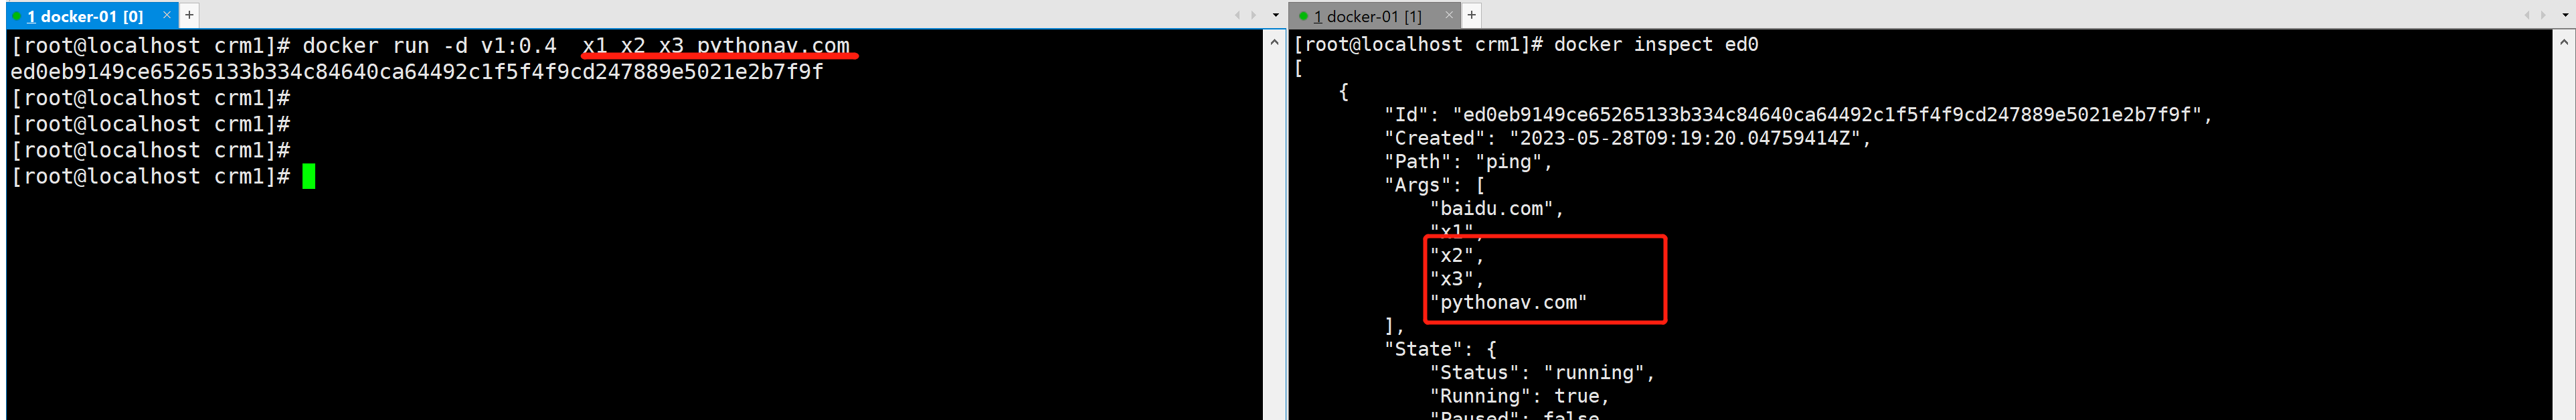 1 docker-01 [0]
[root@localhost crm1]# docker run -d v1:0.4  x1 x2 x3 pythonav.com
ed0eb9149ce65265133b334c84640ca64492c1f5f4f9cd247889e5021e2b7f9f
[root@localhost crm1]#
[root@localhost crm1]#
[root@localhost crm1]#
[root@localhost crm1]#
1 docker-01 [1]
[root@localhost crm1]# docker inspect ed0
[
    {
        "Id": "ed0eb9149ce65265133b334c84640ca64492c1f5f4f9cd247889e5021e2b7f9f",
        "Created": "2023-05-28T09:19:20.04759414Z",
        "Path": "ping",
        "Args": [
            "baidu.com",
            "x1",
            "x2",
            "x3",
            "pythonav.com"
        ],
        "State": {
            "Status": "running",
            "Running": true,
            "Paused": false